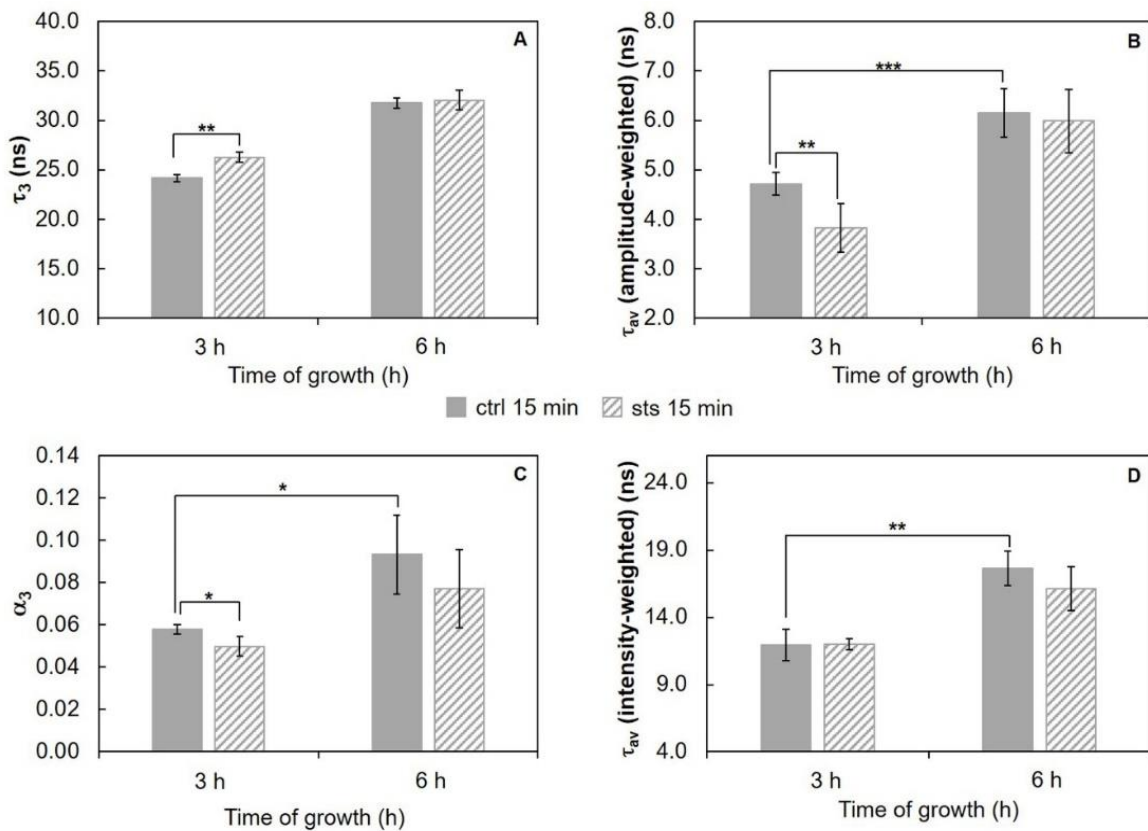 A
40.0
35.0
30.0
25.0
20.0
15.0
10.0
τ3 (ns)
**
3 h
6 h
Time of growth (h)
B
8.0
7.0
6.0
5.0
4.0
3.0
2.0
τav (amplitude-weighted) (ns)
***
**
3 h
6 h
Time of growth (h)
ctrl 15 min
sts 15 min
C
0.14
0.12
0.10
0.08
0.06
0.04
0.02
0.00
α3
*
*
3 h
6 h
Time of growth (h)
D
24.0
19.0
14.0
9.0
4.0
τav (intensity-weighted) (ns)
**
3 h
6 h
Time of growth (h)